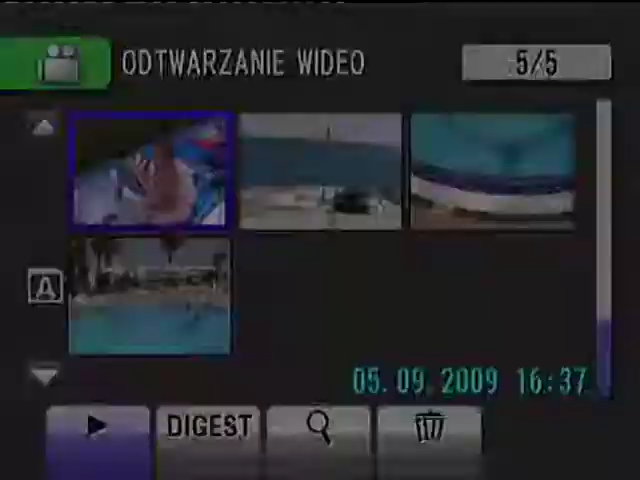 ODTWARZANIE WIDEO
5/5
A
05.09.2009 16:37
DIGEST